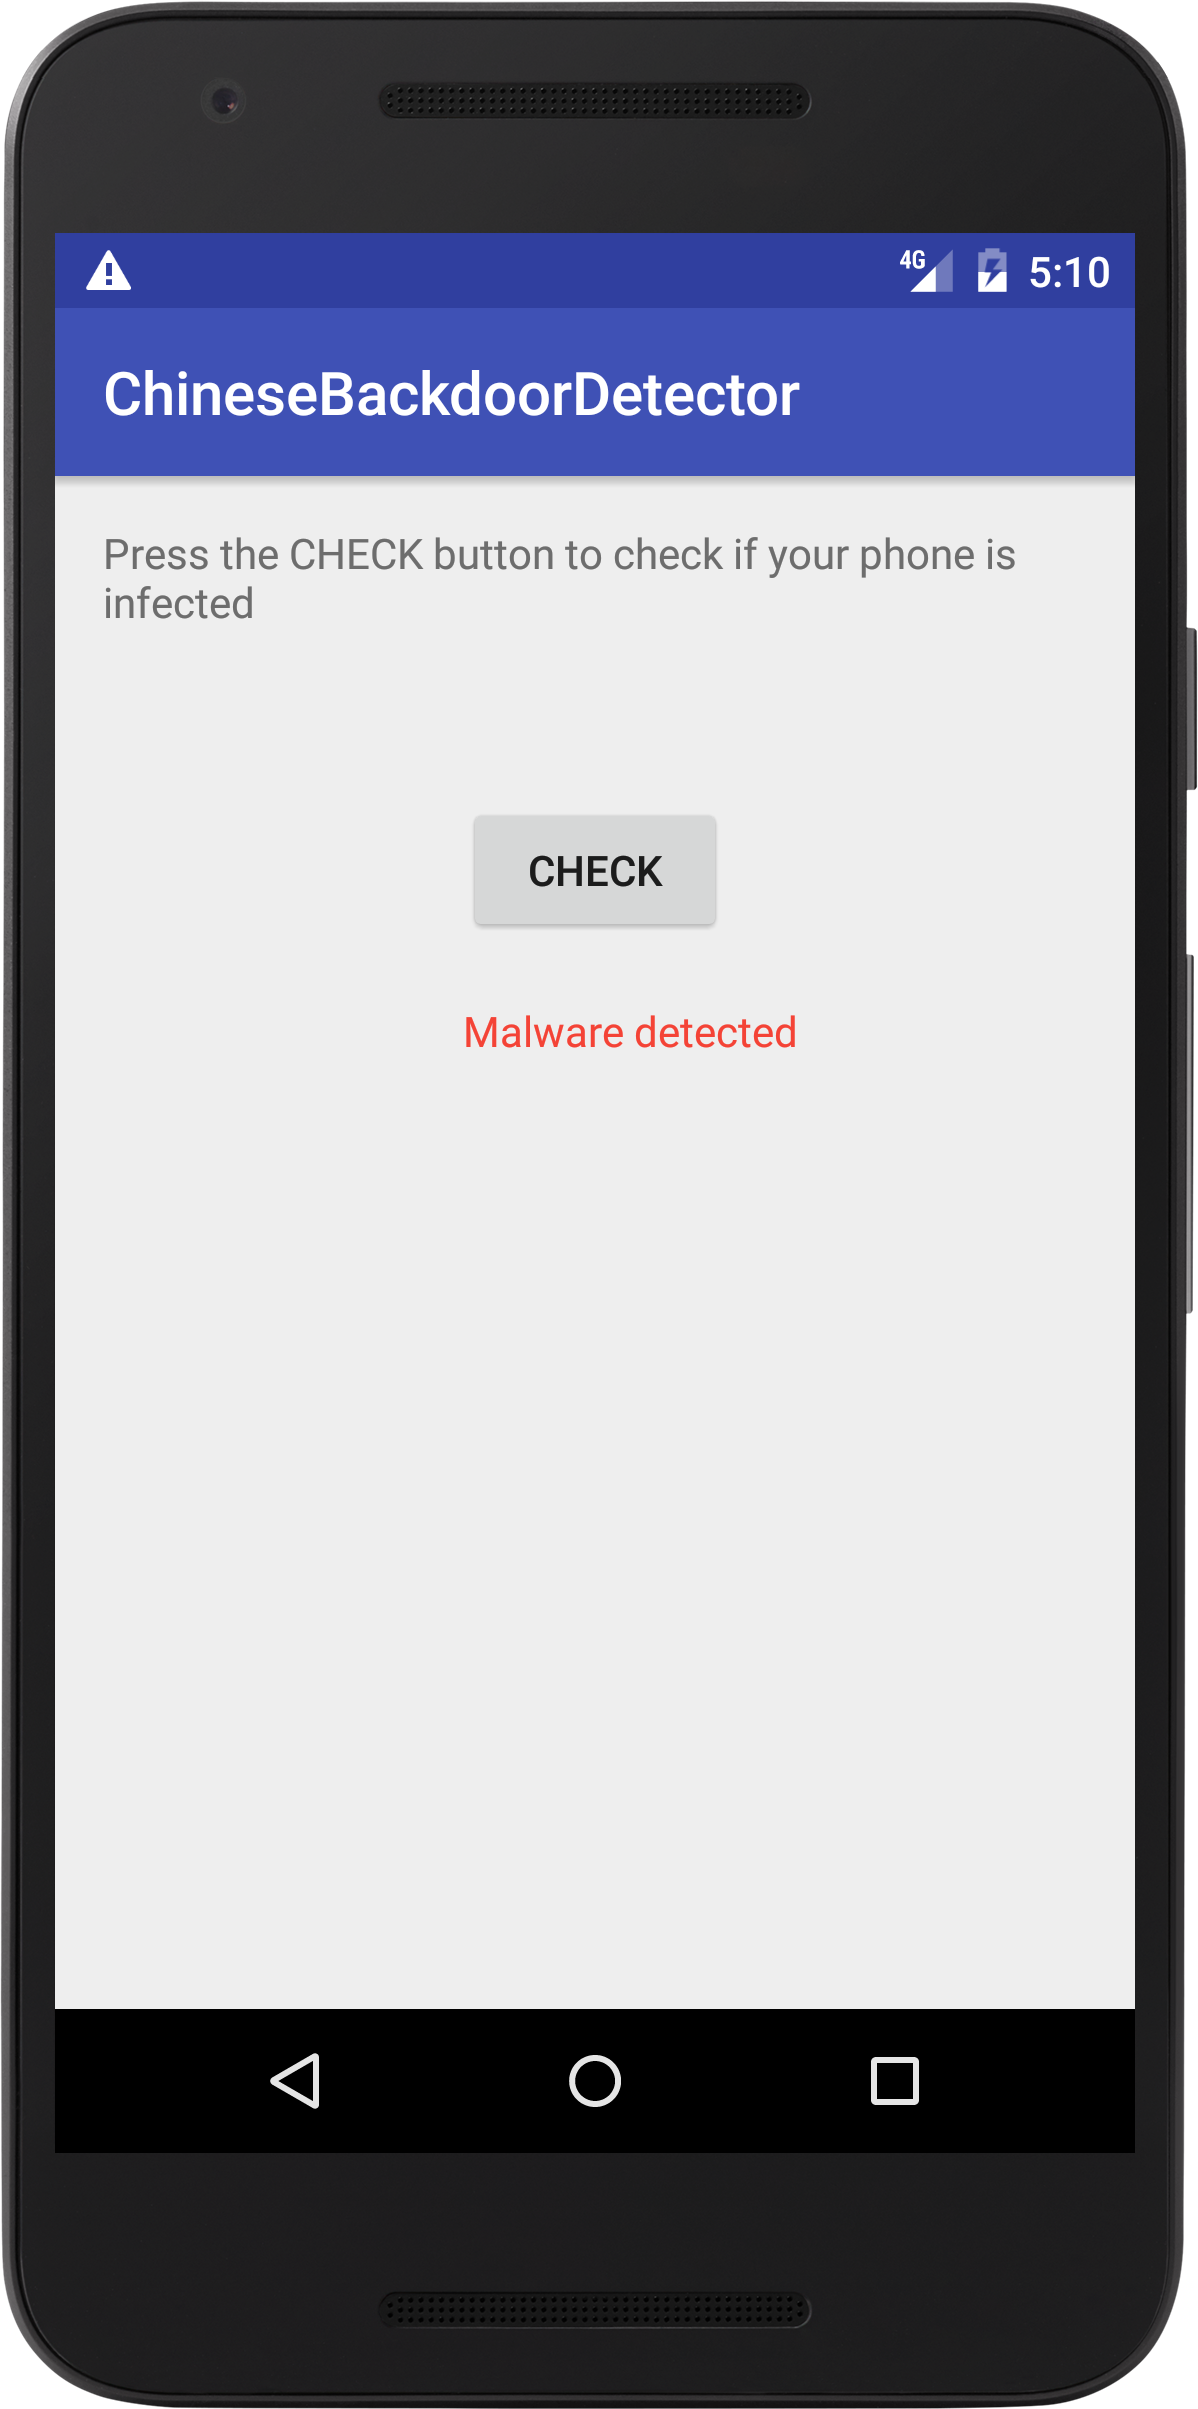 4G 5:10
ChineseBackdoorDetector
Press the CHECK button to check if your phone is
infected
CHECK
Malware detected